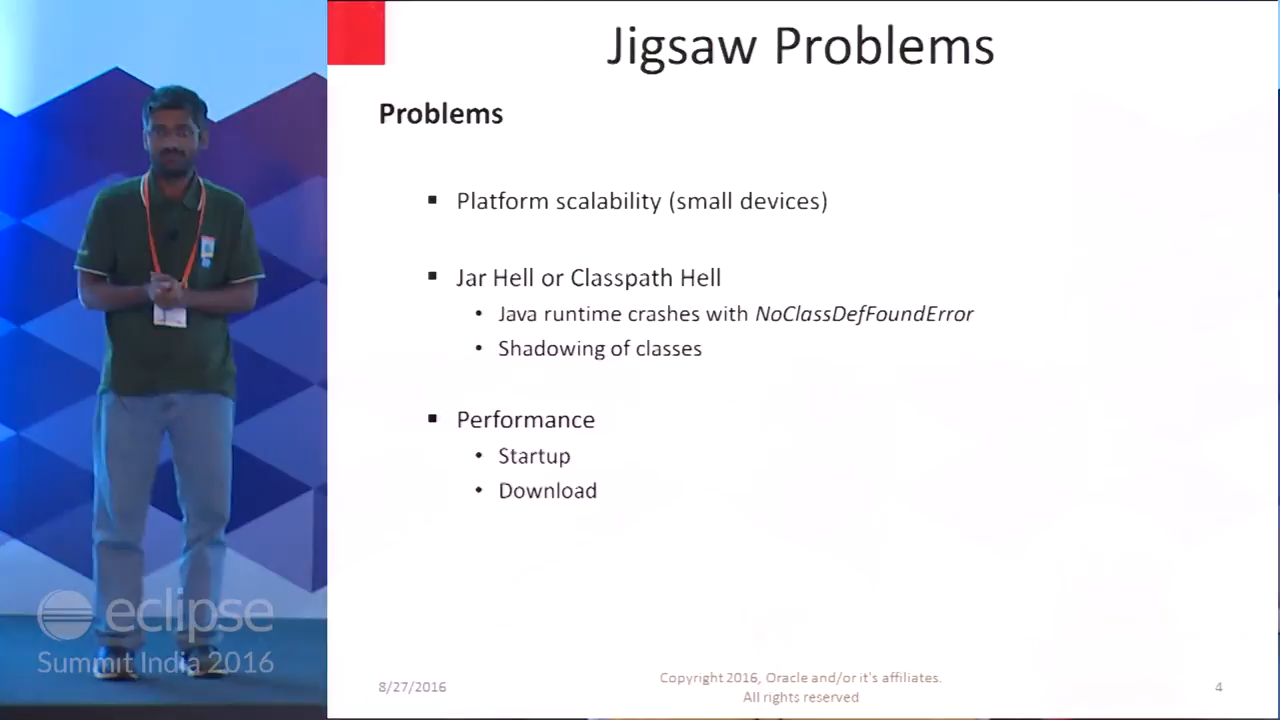 Jigsaw Problems
Problems
▪ Platform scalability (small devices)
▪ Jar Hell or Classpath Hell
• Java runtime crashes with NoClassDefFoundError
• Shadowing of classes
▪ Performance
• Startup
• Download
eclipse
Summit India 2016
8/27/2016
Copyright 2016, Oracle and/or it's affiliates.
All rights reserved
4